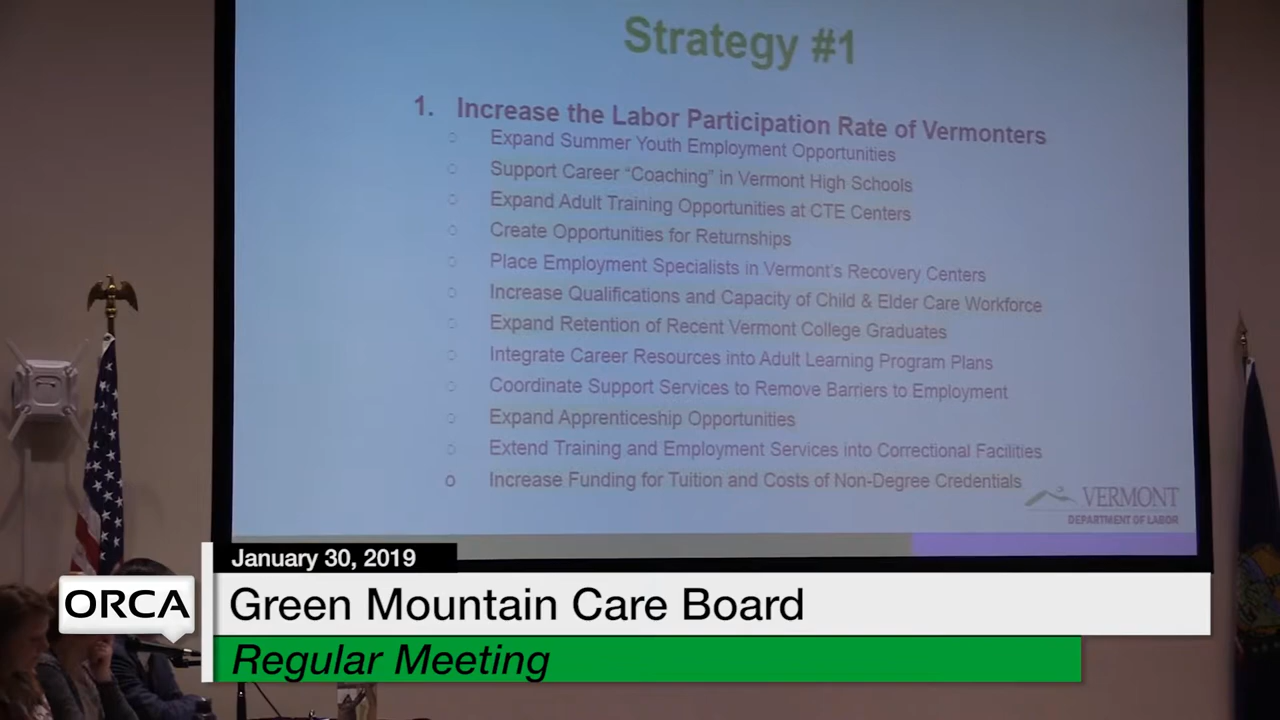 Strategy #1
1. Increase the Labor Participation Rate of Vermonters
o Expand Summer Youth Employment Opportunities
o Support Career “Coaching” in Vermont High Schools
o Expand Adult Training Opportunities at CTE Centers
o Create Opportunities for Returnships
o Place Employment Specialists in Vermont's Recovery Centers
o Increase Qualifications and Capacity of Child & Elder Care Workforce
o Expand Retention of Recent Vermont College Graduates
o Integrate Career Resources into Adult Learning Program Plans
o Coordinate Support Services to Remove Barriers to Employment
o Expand Apprenticeship Opportunities
o Extend Training and Employment Services into Correctional Facilities
o Increase Funding for Tuition and Costs of Non-Degree Credentials
VERMONT
DEPARTMENT OF LABOR
January 30, 2019
ORCA
Green Mountain Care Board
Regular Meeting